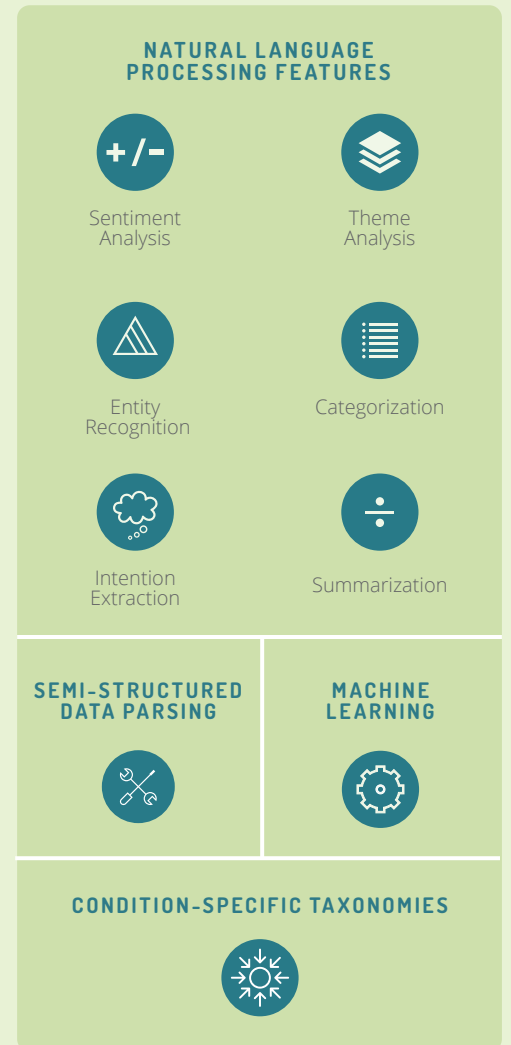 NATURAL LANGUAGE
PROCESSING FEATURES
+/-
Sentiment
Analysis
Theme
Analysis
Entity
Recognition
Categorization
Intention
Extraction
Summarization
SEMI-STRUCTURED
DATA PARSING
MACHINE
LEARNING
CONDITION-SPECIFIC TAXONOMIES